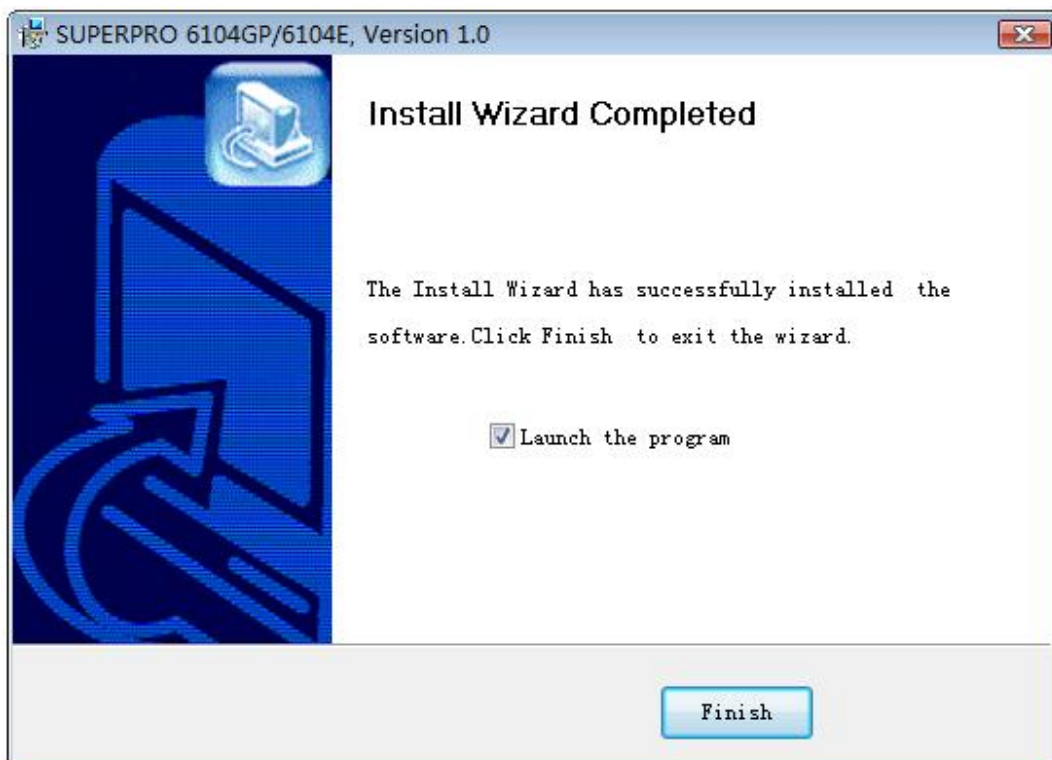 SUPERPRO 6104GP/6104E, Version 1.0
Install Wizard Completed
The Install Wizard has successfully installed  the
software.Click Finish  to exit the wizard.
Launch the program
Finish